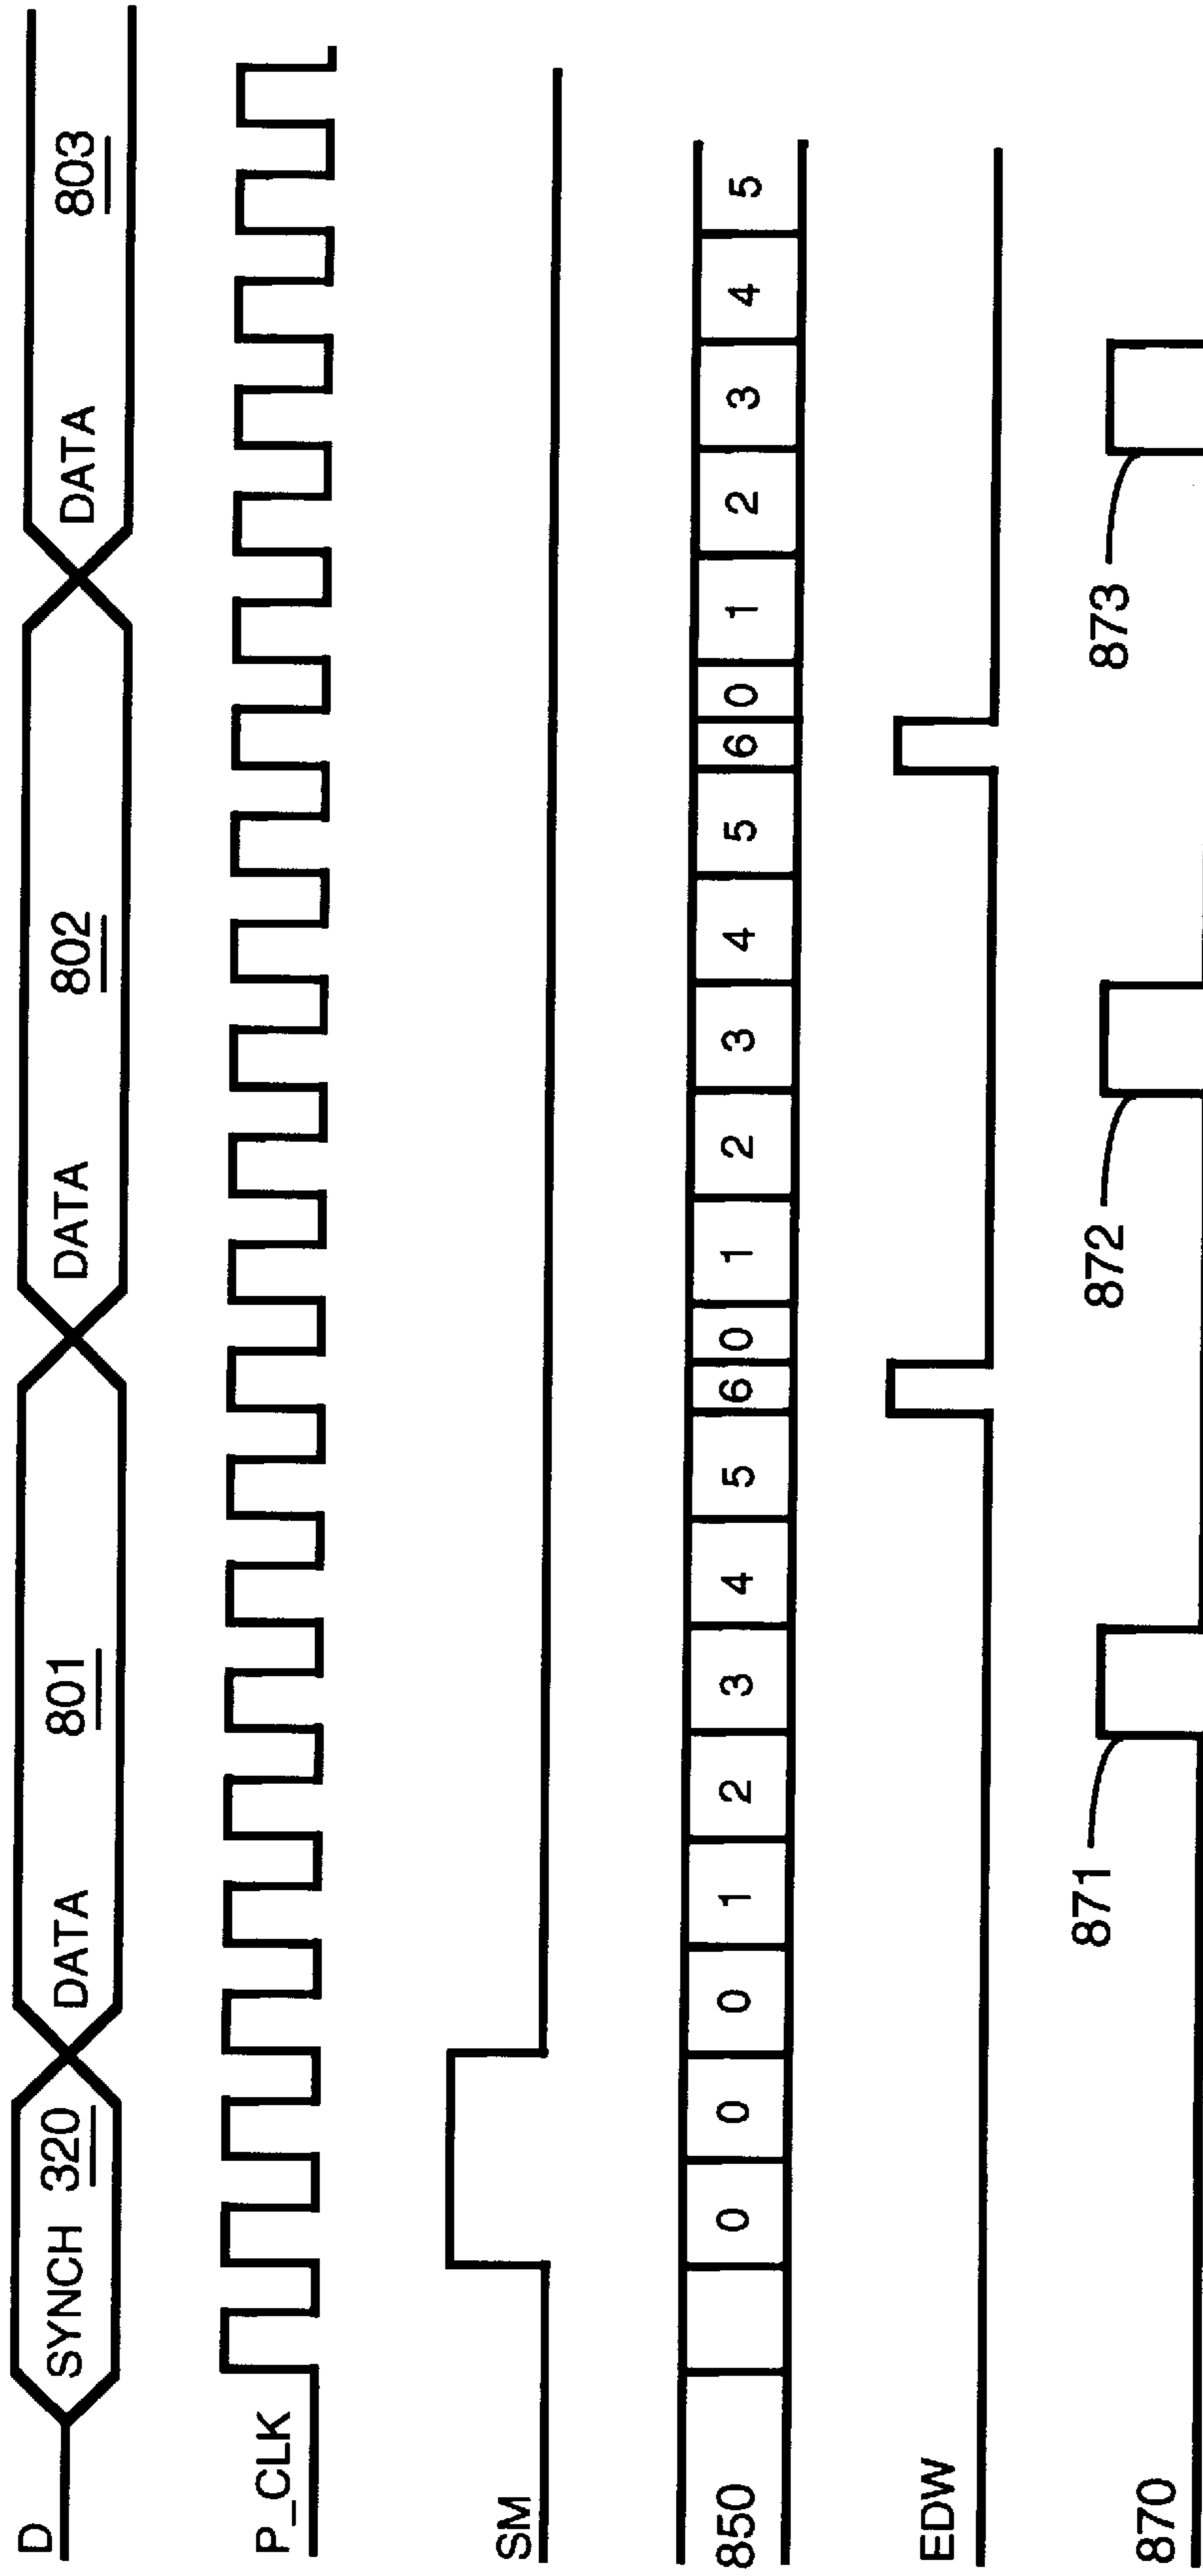 D SYNCH 320 DATA 801 DATA 802 DATA 803
P_CLK
SM
850 0 0 0 1 2 3 4 5 6 0 1 2 3 4 5 6 0 1 2 3 4 5
EDW
870 871 872 873